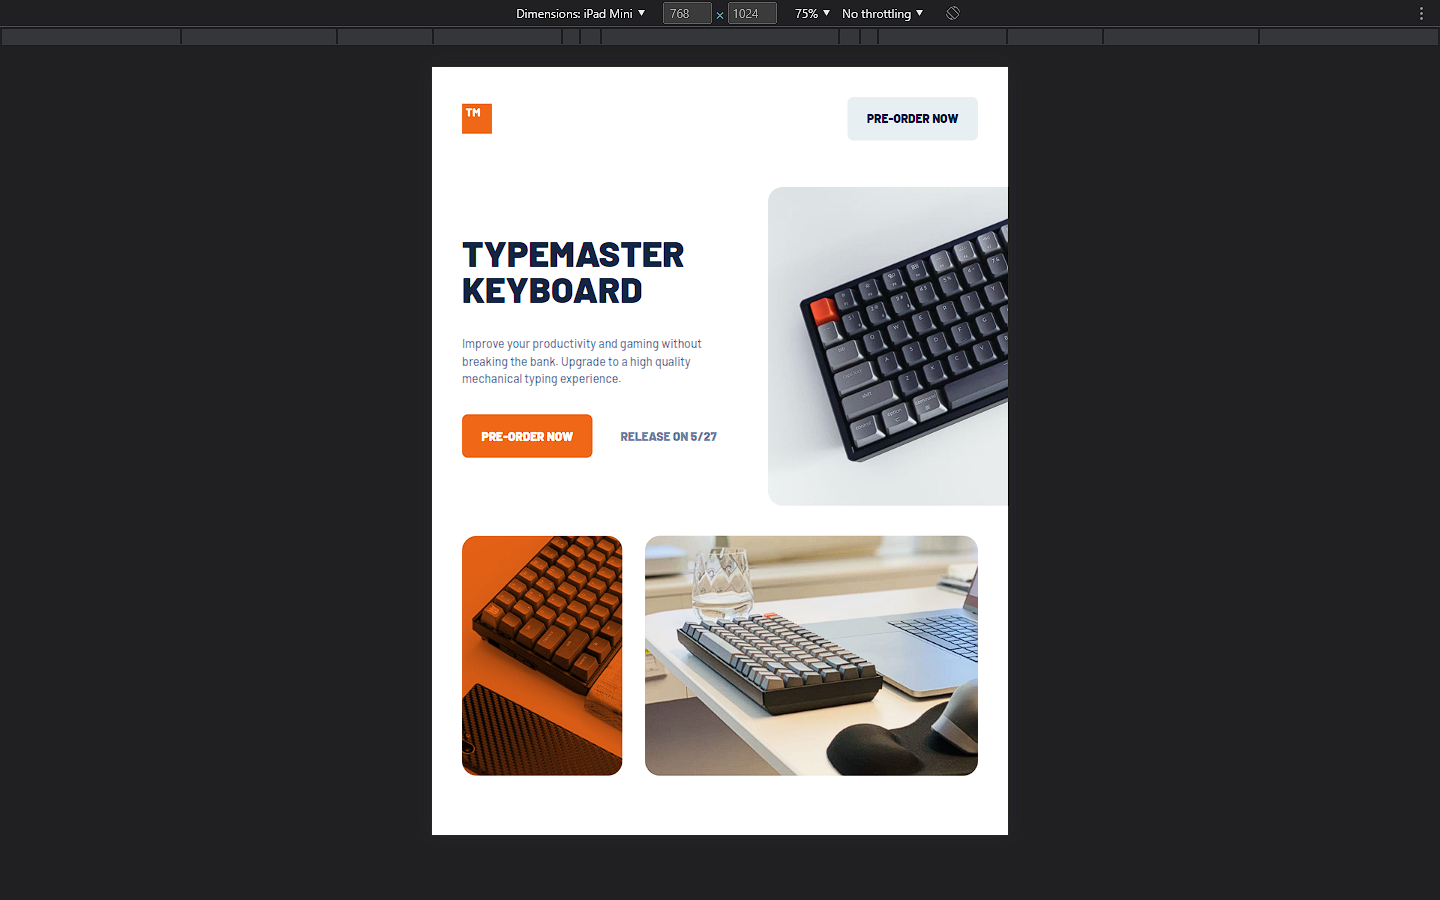 Dimensions: iPad Mini ▼ 768 × 1024 75% ▼ No throttling ▼
TM
PRE-ORDER NOW
TYPEMASTER
KEYBOARD
Improve your productivity and gaming without
breaking the bank. Upgrade to a high quality
mechanical typing experience.
PRE-ORDER NOW
RELEASE ON 5/27